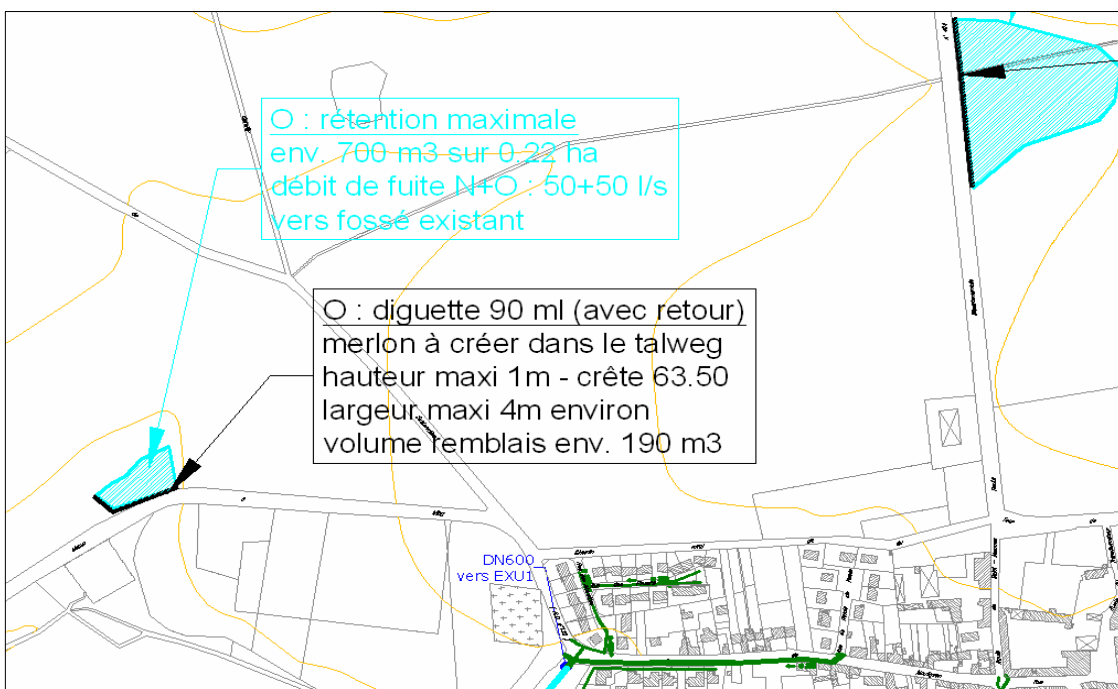 O : rétention maximale
env. 700 m3 sur 0.22 ha
débit de fuite N+O : 50+50 l/s
vers fossé existant
O : diguette 90 ml (avec retour)
merlon à créer dans le talweg
hauteur maxi 1m - crête 63.50
largeur maxi 4m environ
volume remblais env. 190 m3
DN600
vers EXU1